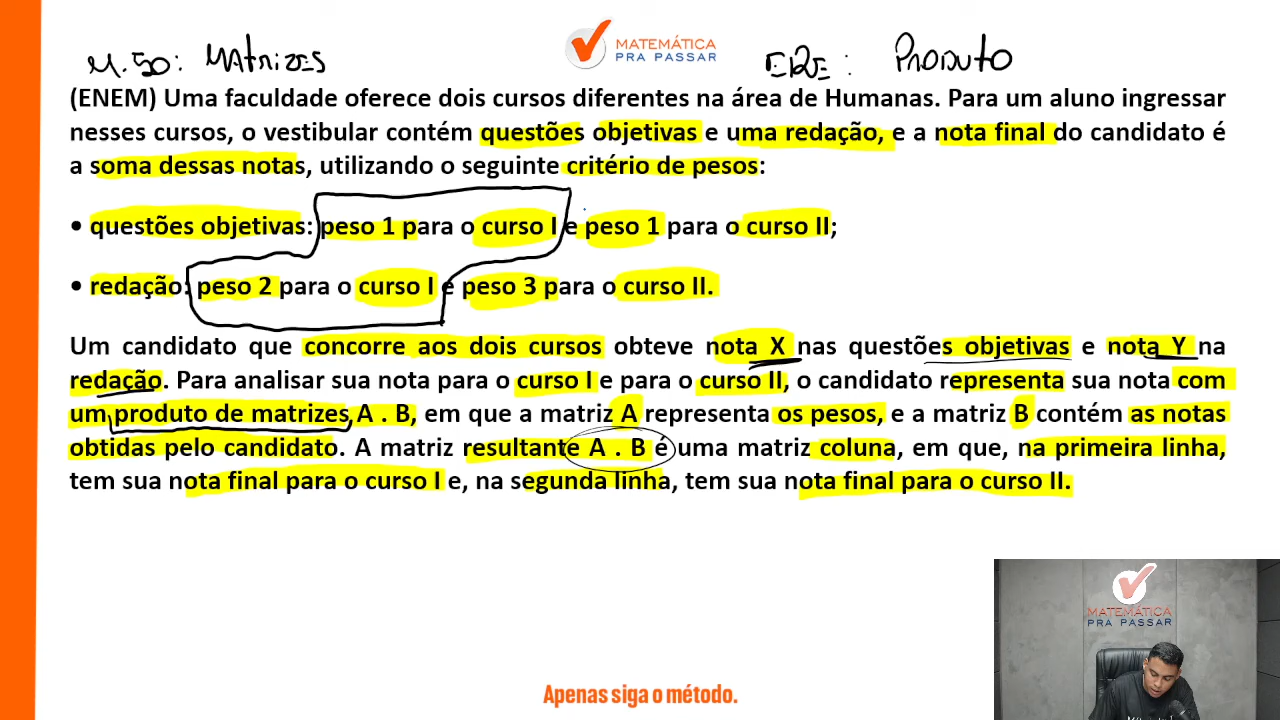 M.50: MATRIZES
MATEMÁTICA
PRA PASSAR
PRODUTO
(ENEM) Uma faculdade oferece dois cursos diferentes na área de Humanas. Para um aluno ingressar
nesses cursos, o vestibular contém questões objetivas e uma redação, e a nota final do candidato é
a soma dessas notas, utilizando o seguinte critério de pesos:
• questões objetivas: peso 1 para o curso I e peso 1 para o curso II;
• redação: peso 2 para o curso I e peso 3 para o curso II.
Um candidato que concorre aos dois cursos obteve nota X nas questões objetivas e nota Y na
redação. Para analisar sua nota para o curso I e para o curso II, o candidato representa sua nota com
um produto de matrizes A . B, em que a matriz A representa os pesos, e a matriz B contém as notas
obtidas pelo candidato. A matriz resultante A . B é uma matriz coluna, em que, na primeira linha,
tem sua nota final para o curso I e, na segunda linha, tem sua nota final para o curso II.
MATEMÁTICA
PRA PASSAR
Apenas siga o método.